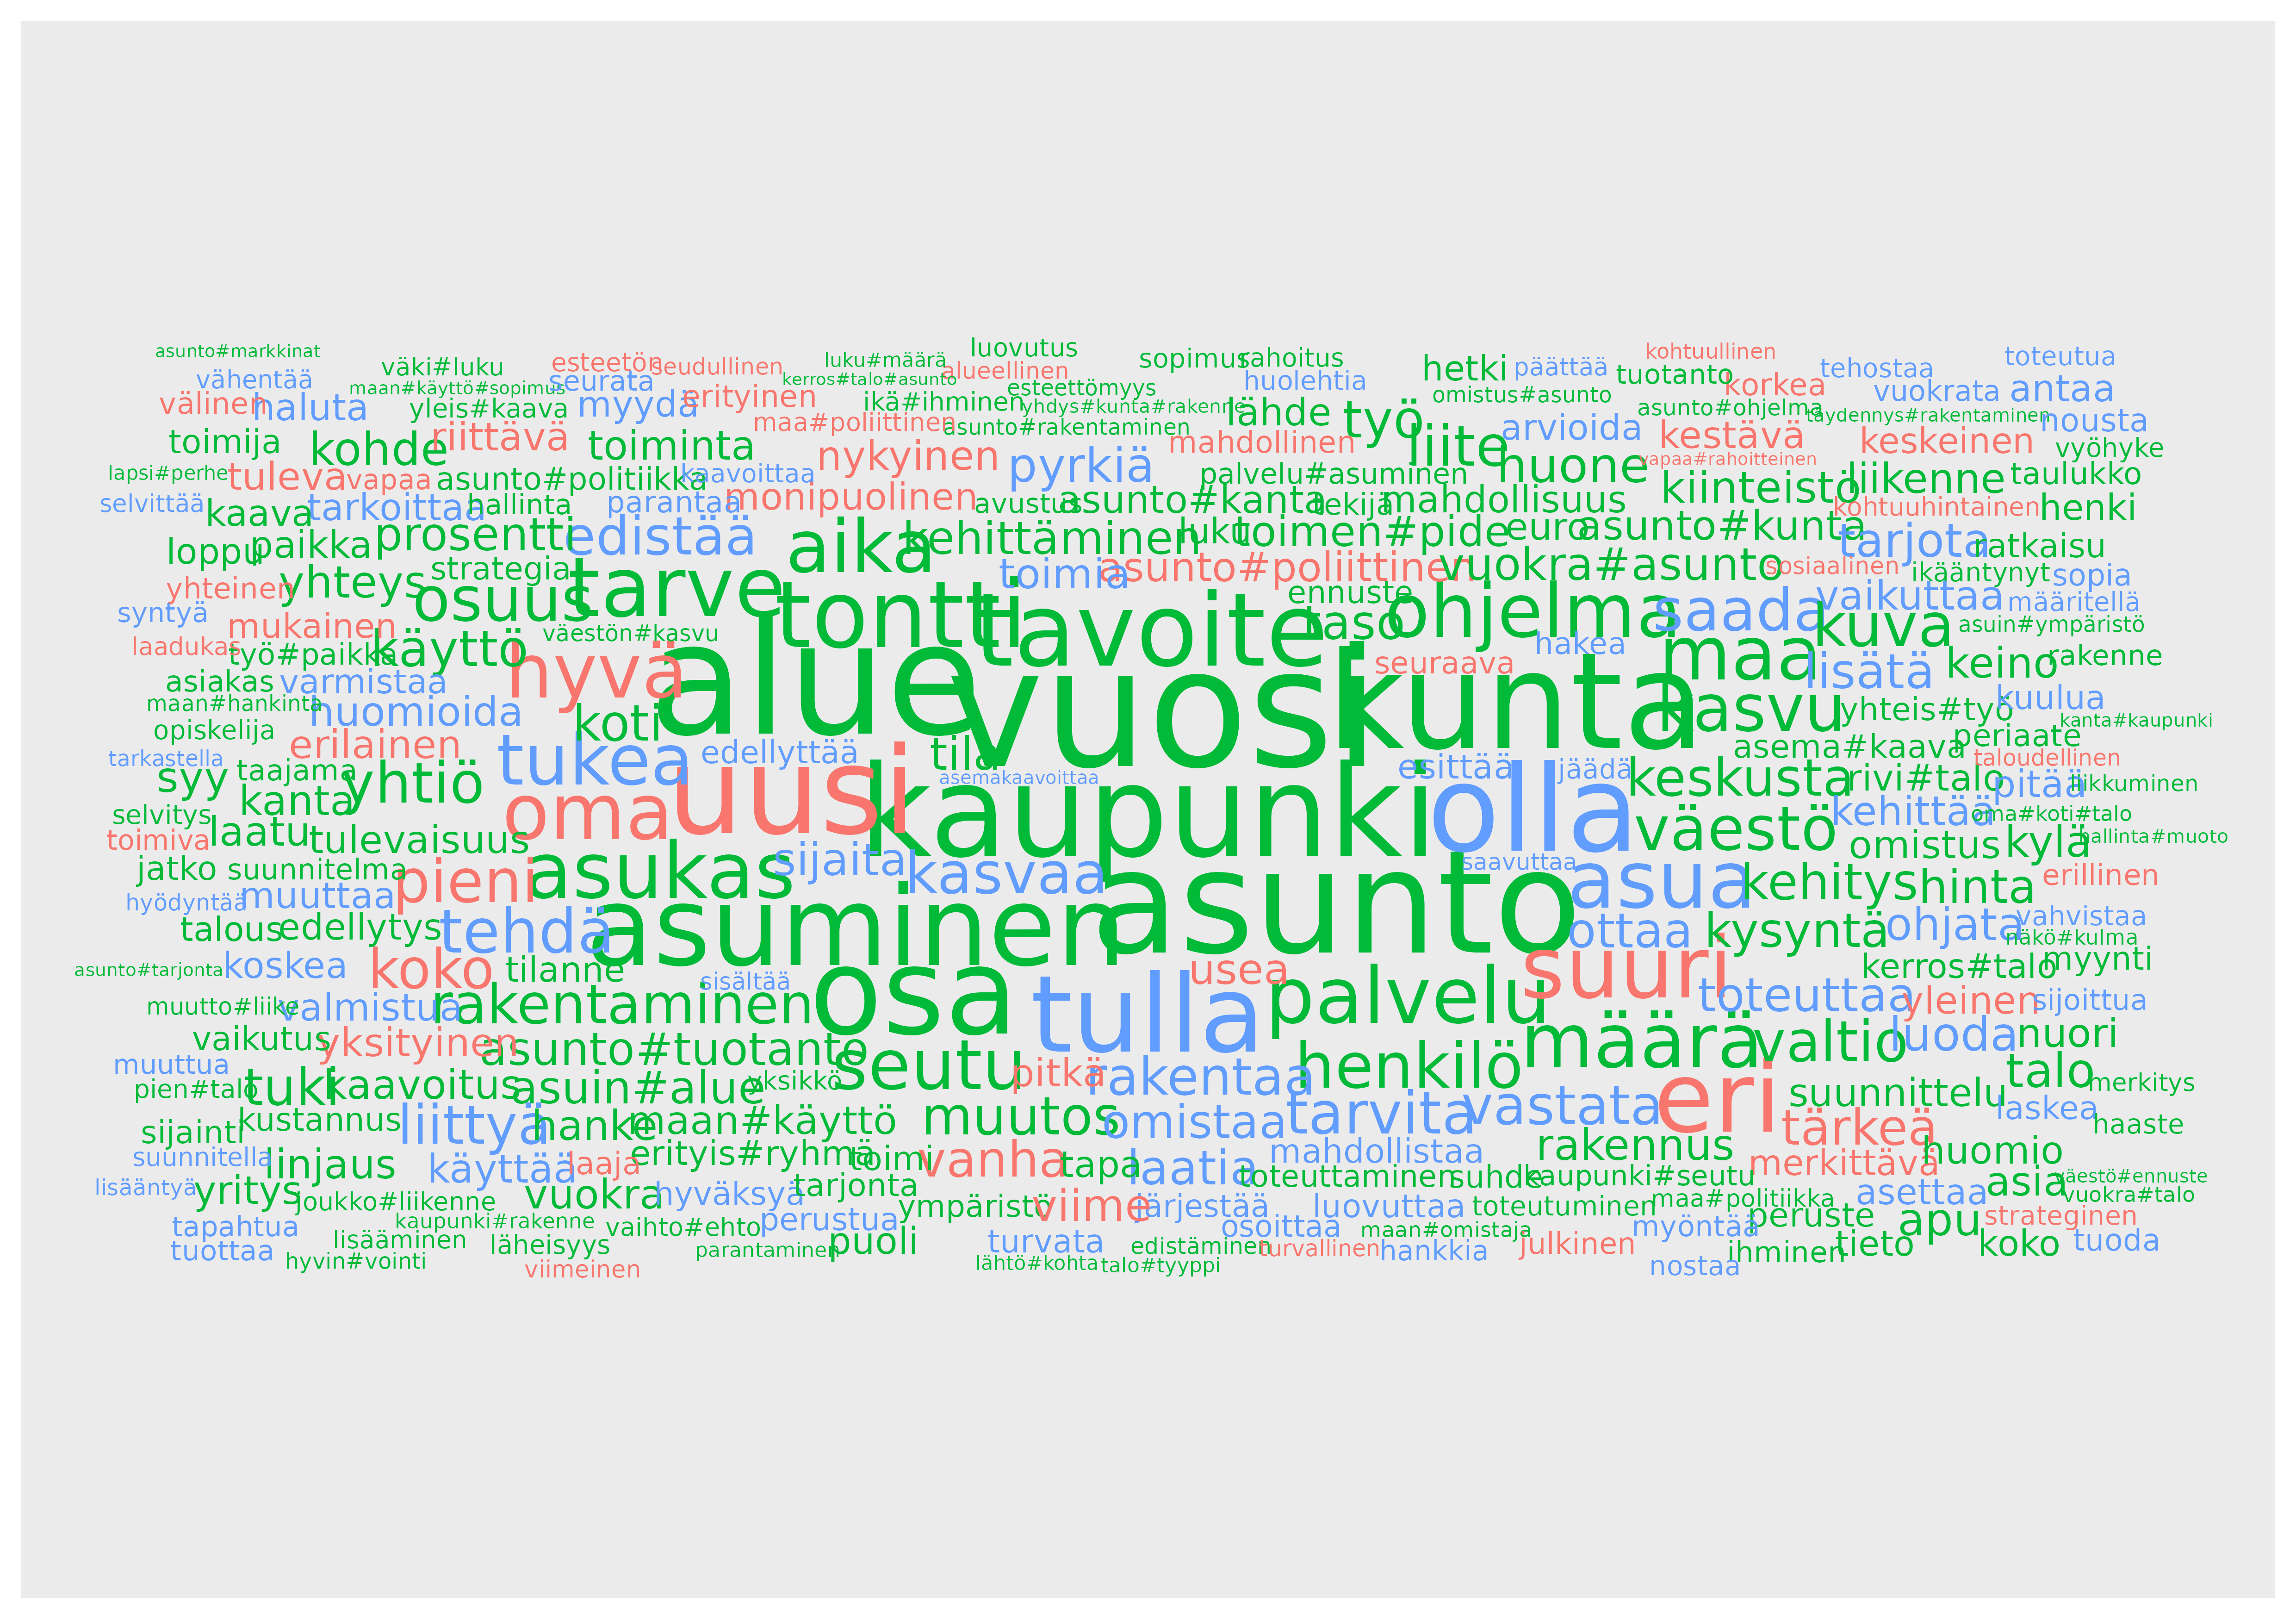 asunto#markkinat väki#luku esteetön seudullinen luku#määrä luovutus alueellinen sopimus rahoitus hetki päättää kohtuullinen tehostaa toteutua
vähentää maan#käyttö#sopimus seurata kerros#talo#asunto esteettömyys huolehtia omistus#asunto tuotanto korkea vuokrata antaa
välinen haluta yleis#kaava myydä erityinen maa#poliittinen ikä#ihminen yhdys#kunta#rakenne lähde työ asunto#ohjelma täydennys#rakentaminen nousta
toimija kohde riittävä toiminta nykyinen asunto#rakentaminen pyrkiä mahdollinen liite arvioida kestävä keskeinen vyöhyke
lapsi#perhe tuleva vapaa asunto#politiikka kaavoittaa monipuolinen palvelu#asuminen huone vapaa#rahoitteinen kiinteistö liikenne taulukko
selvittää kaava tarkoittaa hallinta parantaa avustus asunto#kanta tekijä mahdollisuus kohtuuhintainen henki
loppu paikka prosentti edistää aika kehittäminen luku toimen#pide euro asunto#kunta tarjota ratkaisu
yhteinen yhteys strategia tarve toimia asunto#poliittinen vuokra#asunto sosiaalinen ikääntynyt sopia
syntyä mukainen osuus tontti tavoite ennuste taso ohjelma saada vaikuttaa määritellä
laadukas työ#paikka käyttö väestön#kasvu hyvä alue vuosi seuraava hakea maa kuva asuin#ympäristö
asiakas varmistaa kunta lisätä keino rakenne
maan#hankinta huomioida koti kasvu yhteis#työ kuulua
opiskelija erilainen tukea edellyttää tila asema#kaava periaate kanta#kaupunki
tarkastella syy taajama yhtiö asemakaavoittaa esittää jäädä keskusta rivi#talo pitää taloudellinen liikkuminen
selvitys kanta oma uusi kaupunki olla väestö kehittää oma#koti#talo
toimiva laatu tulevaisuus omistus kylä hallinta#muoto
jatko suunnitelma pieni asukas sijaita kasvaa saavuttaa asua kehitys hinta erillinen
hyödyntää muuttaa asuminen asunto
talous edellytys tehdä ottaa kysyntä ohjata vahvistaa näkö#kulma
asunto#tarjonta koskea koko tilanne sisältää osa tulla usea palvelu suuri kerros#talo myynti
muutto#liike valmistua rakentaminen toteuttaa yleinen sijoittua
vaikutus yksityinen asunto#tuotanto seutu henkilö määrä valtio luoda nuori
muuttua pien#talo tuki kaavoitus asuin#alue yksikkö pitkä rakentaa eri suunnittelu talo merkitys
sijainti kustannus liittyä hanke maan#käyttö muutos omistaa tarvita vastata tärkeä laskea haaste
suunnitella linjaus käyttää laaja erityis#ryhmä toimi vanha tapa laatia mahdollistaa rakennus merkittävä huomio
lisääntyä yritys joukko#liikenne vuokra hyväksyä tarjonta toteuttaminen suhde kaupunki#seutu asettaa asia väestö#ennuste vuokra#talo
tapahtua kaupunki#rakenne vaihto#ehto perustua ympäristö viime järjestää luovuttaa toteutuminen maa#politiikka peruste apu strateginen
tuottaa lisääminen läheisyys parantaminen puoli turvata edistäminen osoittaa maan#omistaja julkinen myöntää tieto koko tuoda
hyvin#vointi viimeinen lähtö#kohta talo#tyyppi turvallinen hankkia nostaa ihminen